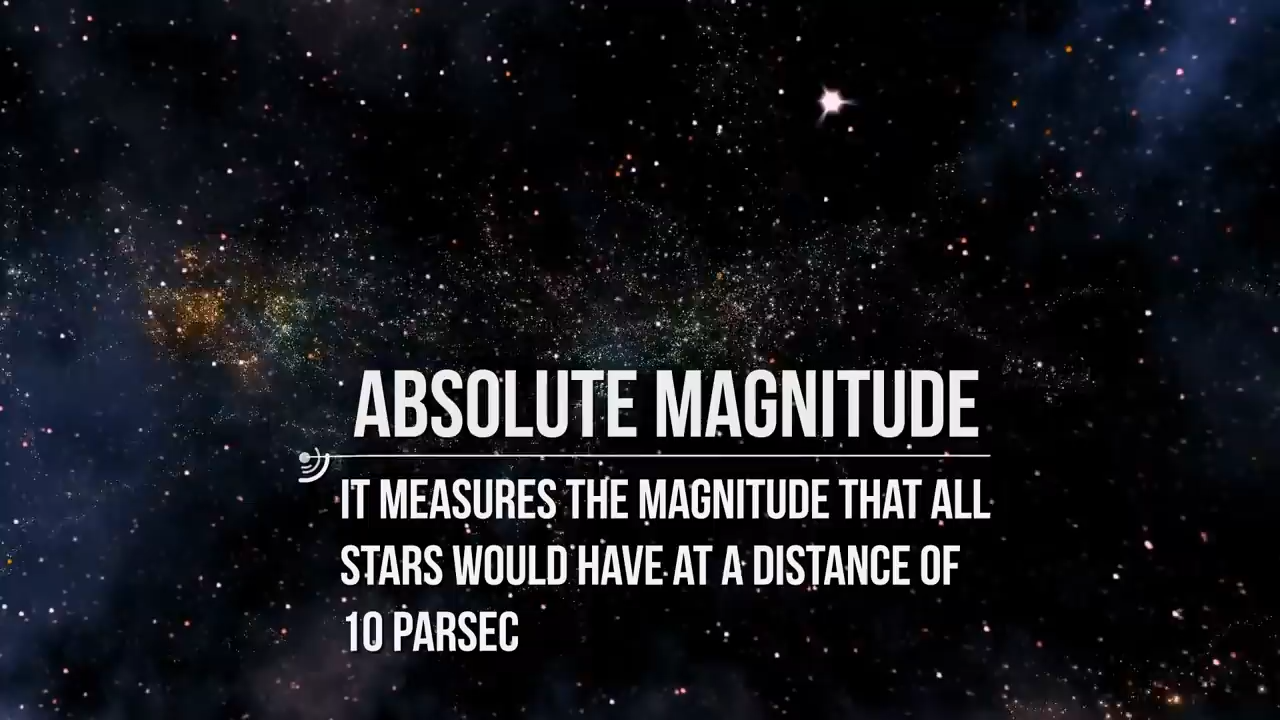 ABSOLUTE MAGNITUDE
IT MEASURES THE MAGNITUDE THAT ALL
STARS WOULD HAVE AT A DISTANCE OF
10 PARSEC